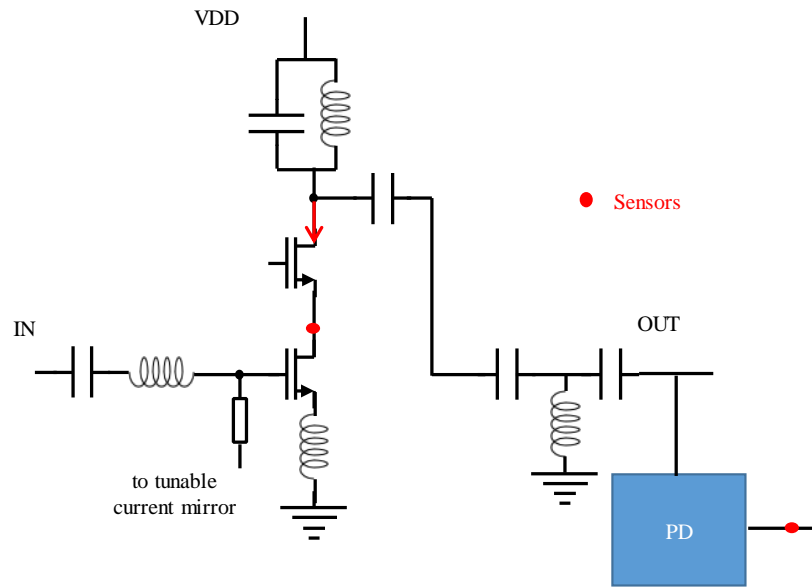 VDD
Sensors
IN
OUT
to tunable
current mirror
PD